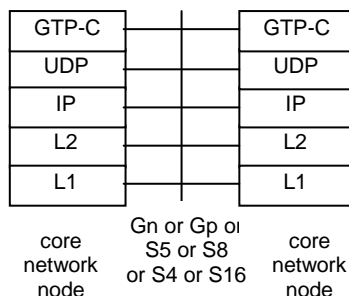 GTP-C GTP-C
UDP UDP
IP IP
L2 L2
L1 L1
Gn or Gp or
S5 or S8
or S4 or S16
core
network
node
core
network
node